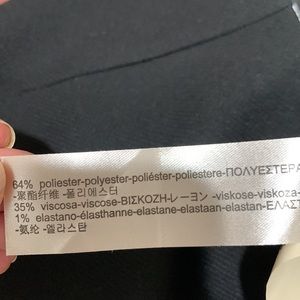 64% poliester-polyester-poliéster-poliestere-ΠΟΛΥΕΣΤΕΡΑ
-聚酯纤维 -폴리에스터
35% viscosa-viscose-ΒΙΣΚΟΖΗ-レーヨン -viskose-viskoza-
1% elastano-élasthanne-elastane-elastaan-elastan-ΕΛΑΣΤ
-氨纶 -엘라스탄